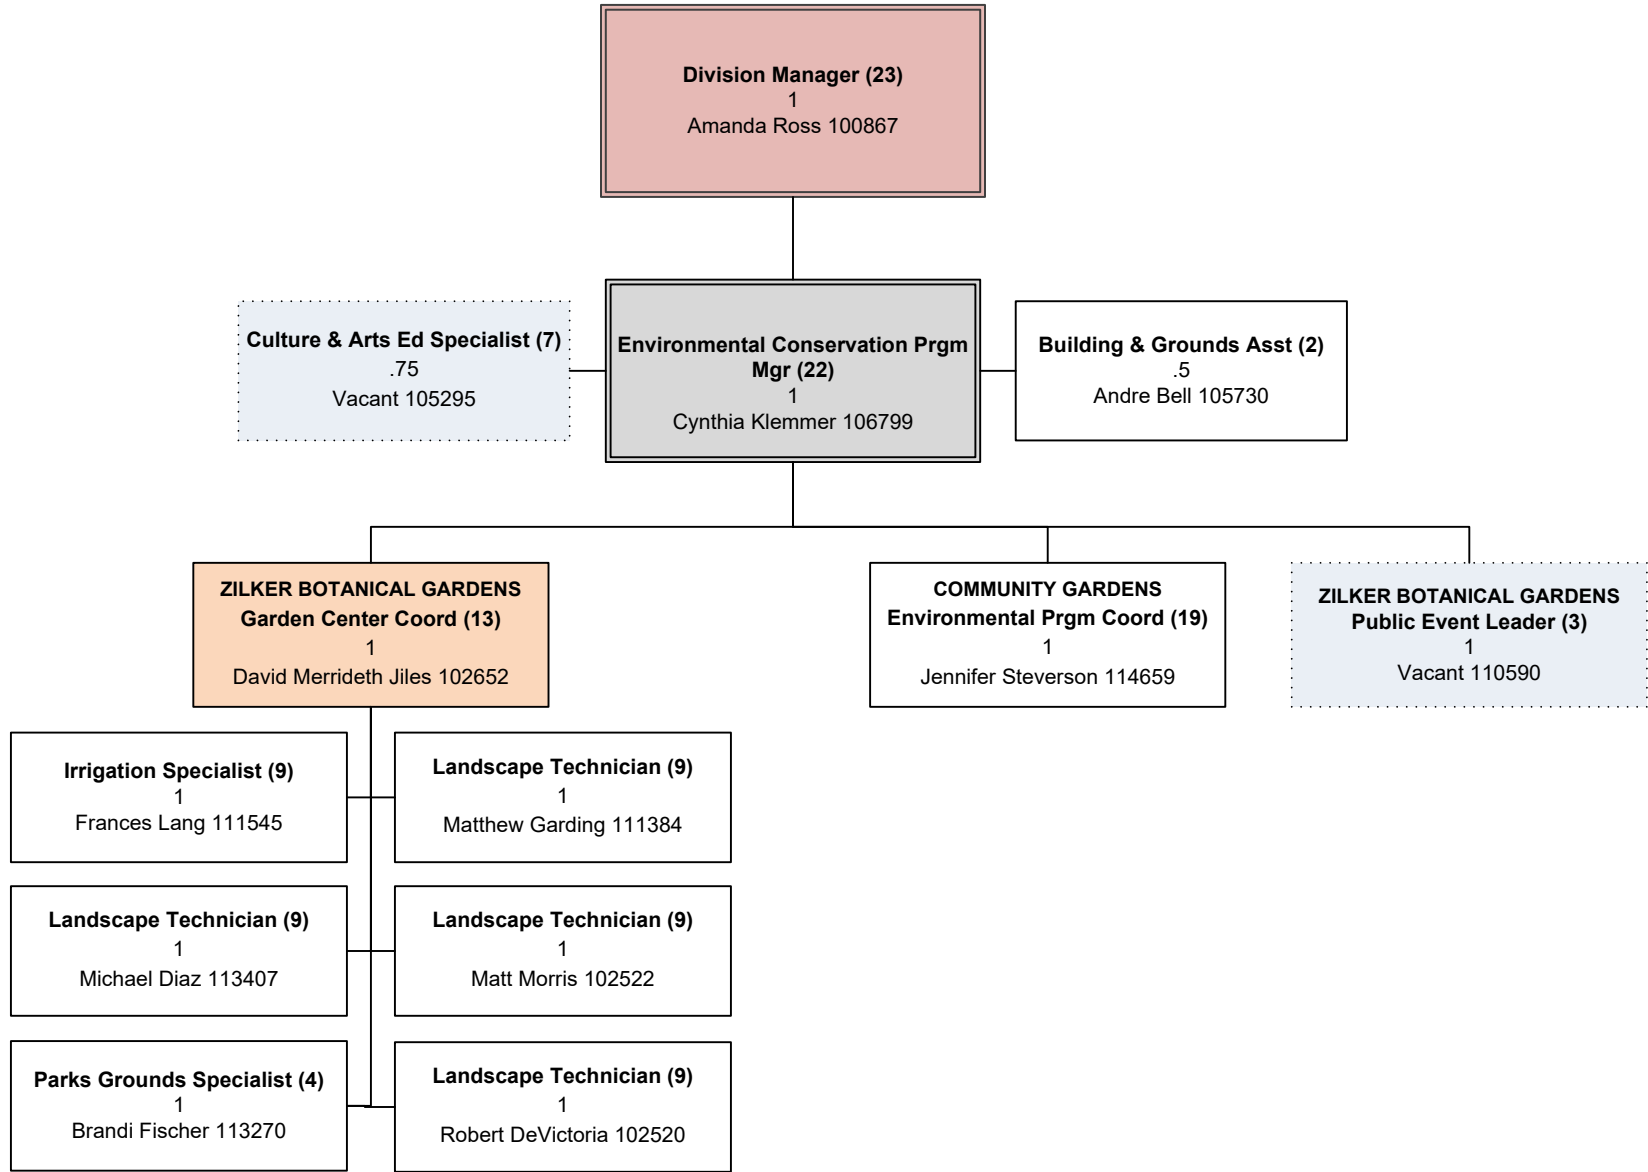 Division Manager (23)
1
Amanda Ross 100867
Culture & Arts Ed Specialist (7)
.75
Vacant 105295
Environmental Conservation Prgm
Mgr (22)
1
Cynthia Klemmer 106799
Building & Grounds Asst (2)
.5
Andre Bell 105730
ZILKER BOTANICAL GARDENS
Garden Center Coord (13)
1
David Merrideth Jiles 102652
COMMUNITY GARDENS
Environmental Prgm Coord (19)
1
Jennifer Steverson 114659
ZILKER BOTANICAL GARDENS
Public Event Leader (3)
1
Vacant 110590
Irrigation Specialist (9)
1
Frances Lang 111545
Landscape Technician (9)
1
Matthew Garding 111384
Landscape Technician (9)
1
Michael Diaz 113407
Landscape Technician (9)
1
Matt Morris 102522
Parks Grounds Specialist (4)
1
Brandi Fischer 113270
Landscape Technician (9)
1
Robert DeVictoria 102520